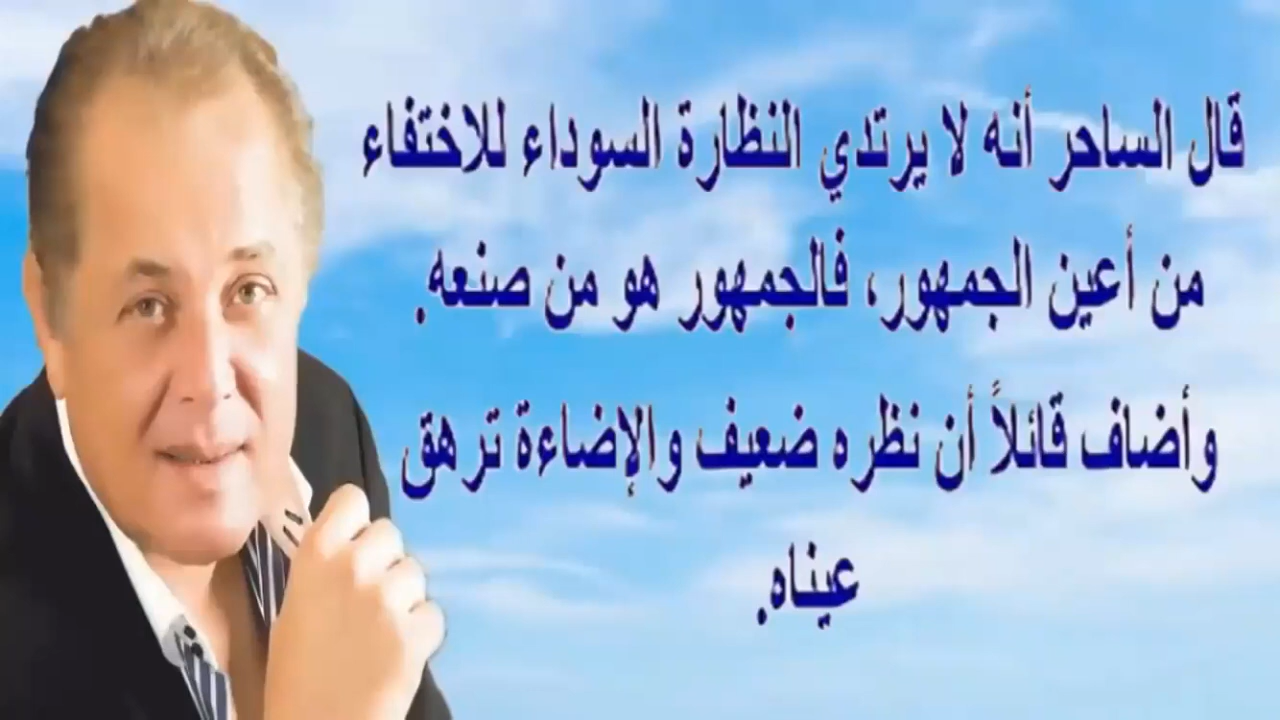 قال الساحر أنه لا يرتدي النظارة السوداء للاختفاء
من أعين الجمهور، فالجمهور هو من صنعه.
وأضاف قائلاً أن نظره ضعيف والإضاءة ترهق
عيناه.